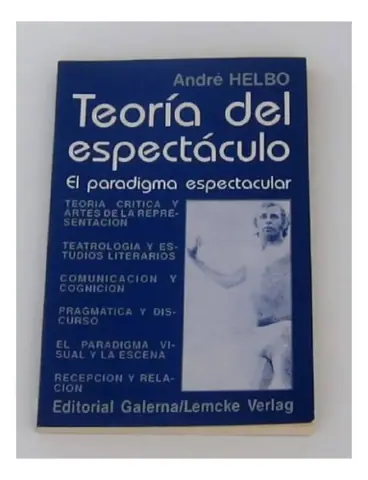 Andrè HELBO
Teoría del
espectáculo
El paradigma espectacular
TEORIA CRITICA Y
ARTES DE LA REPRE-
SENTACION
TEATROLOGIA Y ES-
TUDIOS LITERARIOS
COMUNICACION Y
COGNICION
PRAGMATICA Y DIS-
CURSO
EL PARADIGMA VI-
SUAL Y LA ESCENA
RECEPCION Y RELA-
CION
Editorial Galerna/Lemcke Verlag